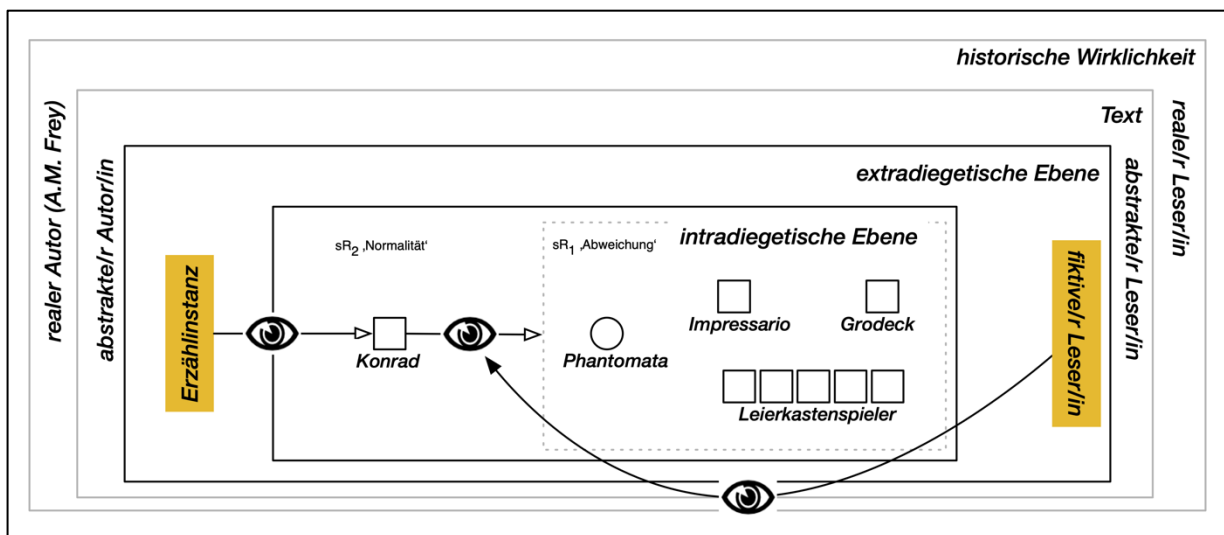 historische Wirklichkeit
realer Autor (A.M. Frey)
reale/r Leser/in
Text
abstrakte/r Autor/in
abstrakte/r Leser/in
extradiegetische Ebene
sR₂ ‚Normalität‘
sR₁ ‚Abweichung‘
intradiegetische Ebene
Erzählinstanz
Konrad
Phantomata
Impressario
Grodeck
Leierkastenspieler
fiktive/r Leser/in